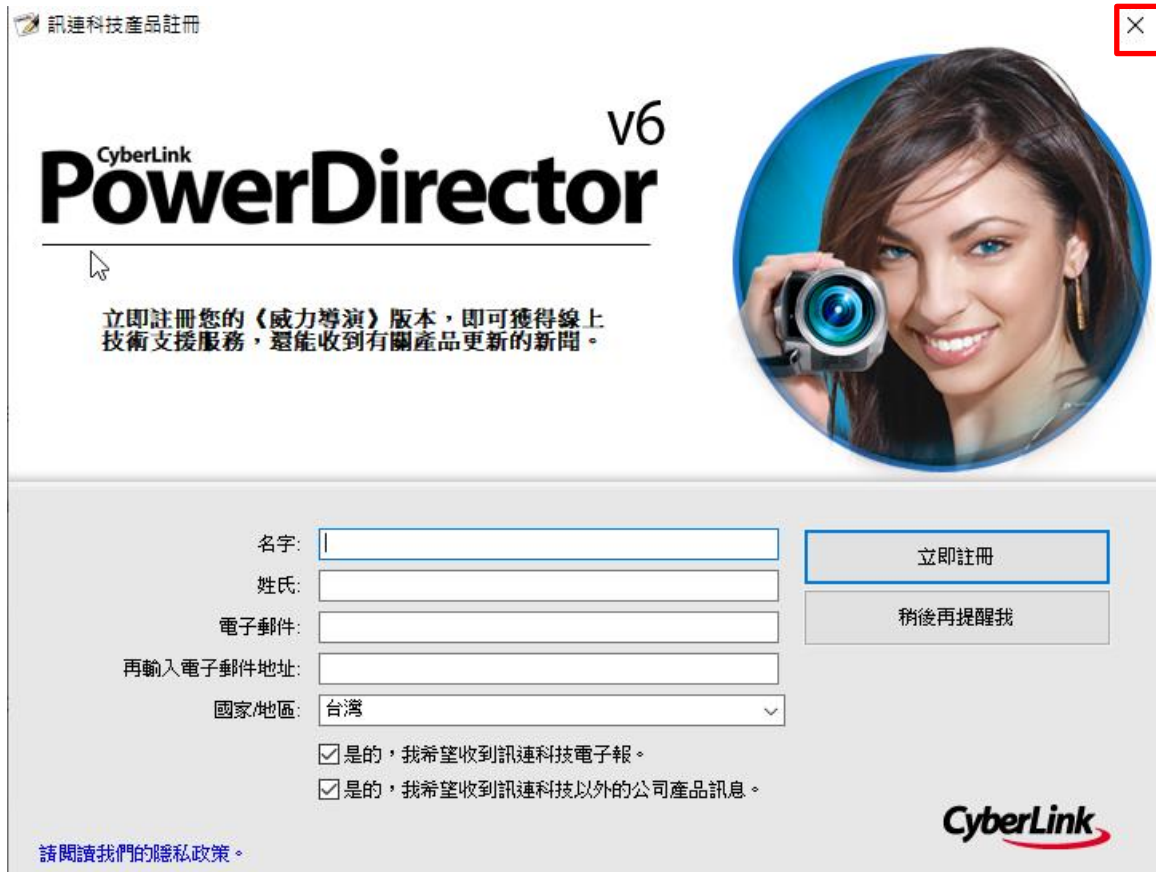 訊連科技產品註冊
v6
CyberLink
PowerDirector
立即註冊您的《威力導演》版本,即可獲得線上
技術支援服務,還能收到有關產品更新的新聞。
名字:
立即註冊
姓氏:
稍後再提醒我
電子郵件:
再輸入電子郵件地址:
國家/地區: 台灣
是的,我希望收到訊連科技電子報。
是的,我希望收到訊連科技以外的公司產品訊息。
CyberLink
請閱讀我們的隱私政策。